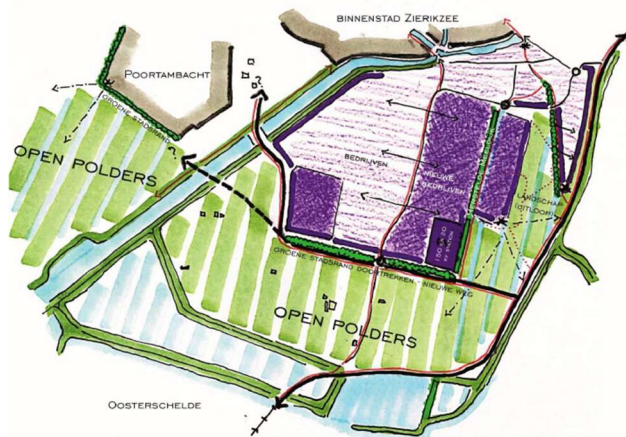 BINNENSTAD ZIERIKZEE
POORTAMBACHT
GROENE STADSRAND
?
?
OPEN POLDERS
BEDRIJVEN
NIEUWE
BEDRIJVEN
LANDSCHAP
(UITLOOP)
GROENE STADSRAND DOORTREKKEN - NIEUWE WEG
OPEN POLDERS
OOSTERSCHELDE